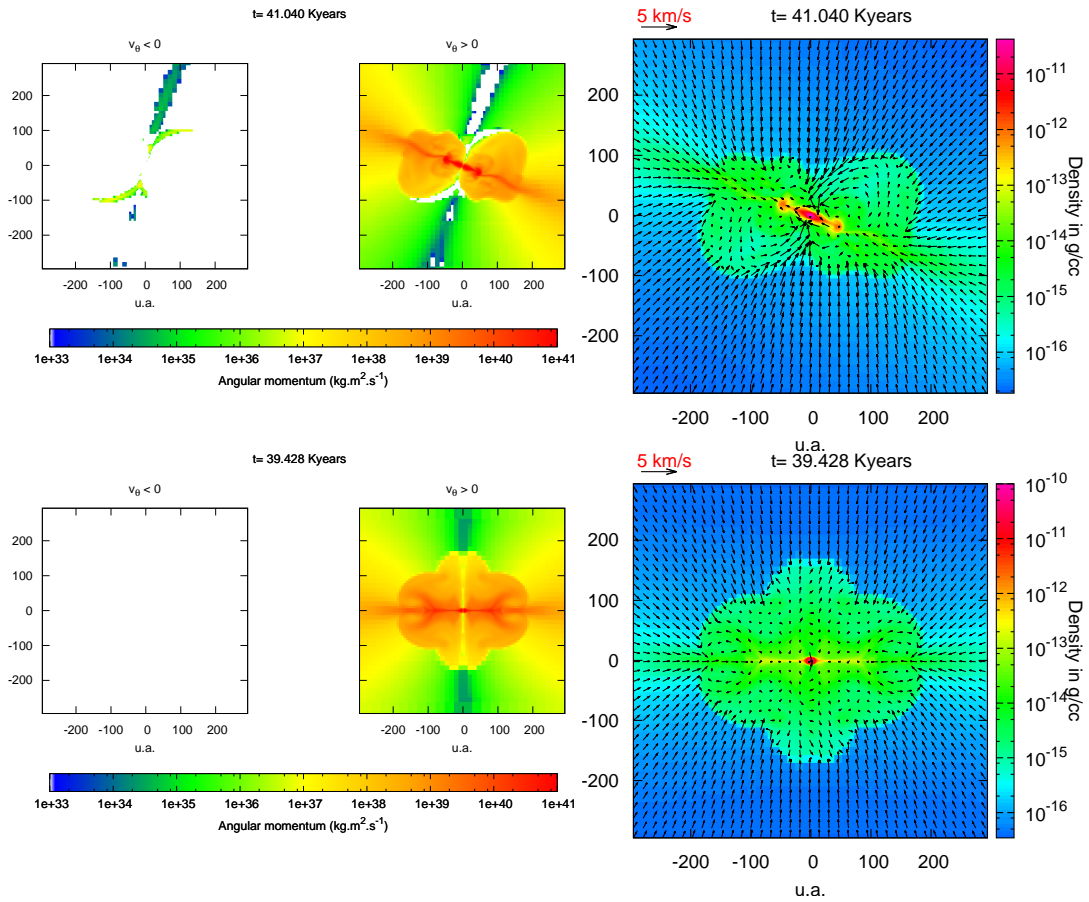 t= 41.040 Kyears
v_θ < 0
v_θ > 0
200
100
0
-100
-200
-200 -100 0 100 200
u.a.
-200 -100 0 100 200
u.a.
1e+33 1e+34 1e+35 1e+36 1e+37 1e+38 1e+39 1e+40 1e+41
Angular momentum (kg.m².s⁻¹)
5 km/s
t= 41.040 Kyears
200
100
0
-100
-200
-200 -100 0 100 200
u.a.
10⁻¹¹
10⁻¹²
10⁻¹³
10⁻¹⁴
10⁻¹⁵
10⁻¹⁶
Density in g/cc
t= 39.428 Kyears
v_θ < 0
v_θ > 0
200
100
0
-100
-200
-200 -100 0 100 200
u.a.
-200 -100 0 100 200
u.a.
1e+33 1e+34 1e+35 1e+36 1e+37 1e+38 1e+39 1e+40 1e+41
Angular momentum (kg.m².s⁻¹)
5 km/s
t= 39.428 Kyears
200
100
0
-100
-200
-200 -100 0 100 200
u.a.
10⁻¹⁰
10⁻¹¹
10⁻¹²
10⁻¹³
10⁻¹⁴
10⁻¹⁵
10⁻¹⁶
Density in g/cc